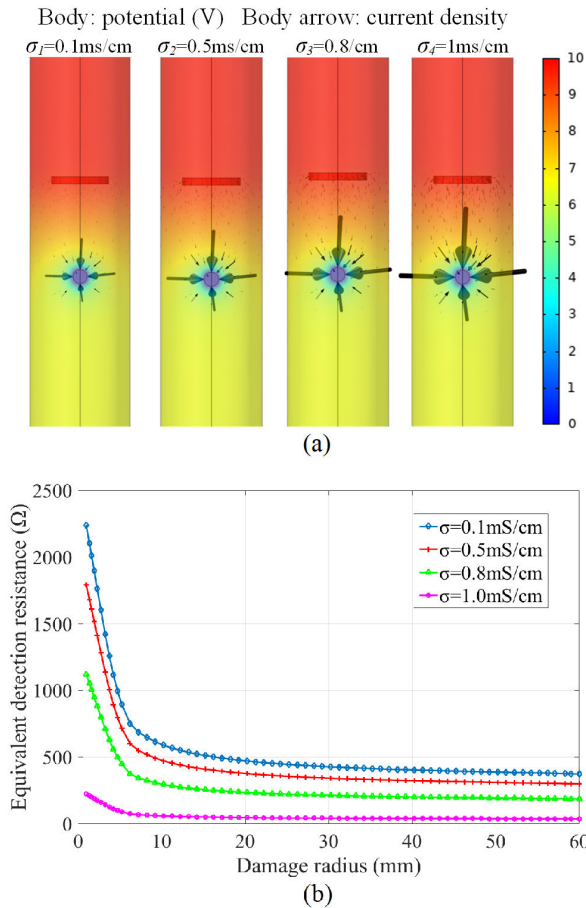 Body: potential (V) Body arrow: current density
σ1=0.1ms/cm σ2=0.5ms/cm σ3=0.8/cm σ4=1ms/cm
10
9
8
7
6
5
4
3
2
1
0
(a)
Equivalent detection resistance (Ω)
2500
2000
1500
1000
500
0
σ=0.1mS/cm
σ=0.5mS/cm
σ=0.8mS/cm
σ=1.0mS/cm
0 10 20 30 40 50 60
Damage radius (mm)
(b)